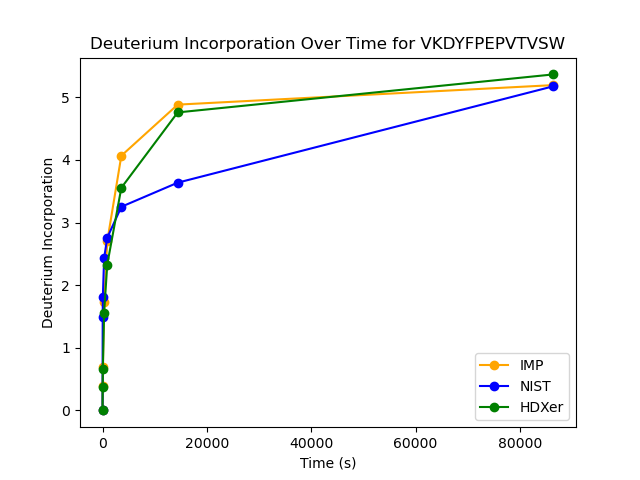 Deuterium Incorporation Over Time for VKDYFPEPVTVSW
Deuterium Incorporation
5
4
3
2
1
0
0 20000 40000 60000 80000
Time (s)
IMP
NIST
HDXer